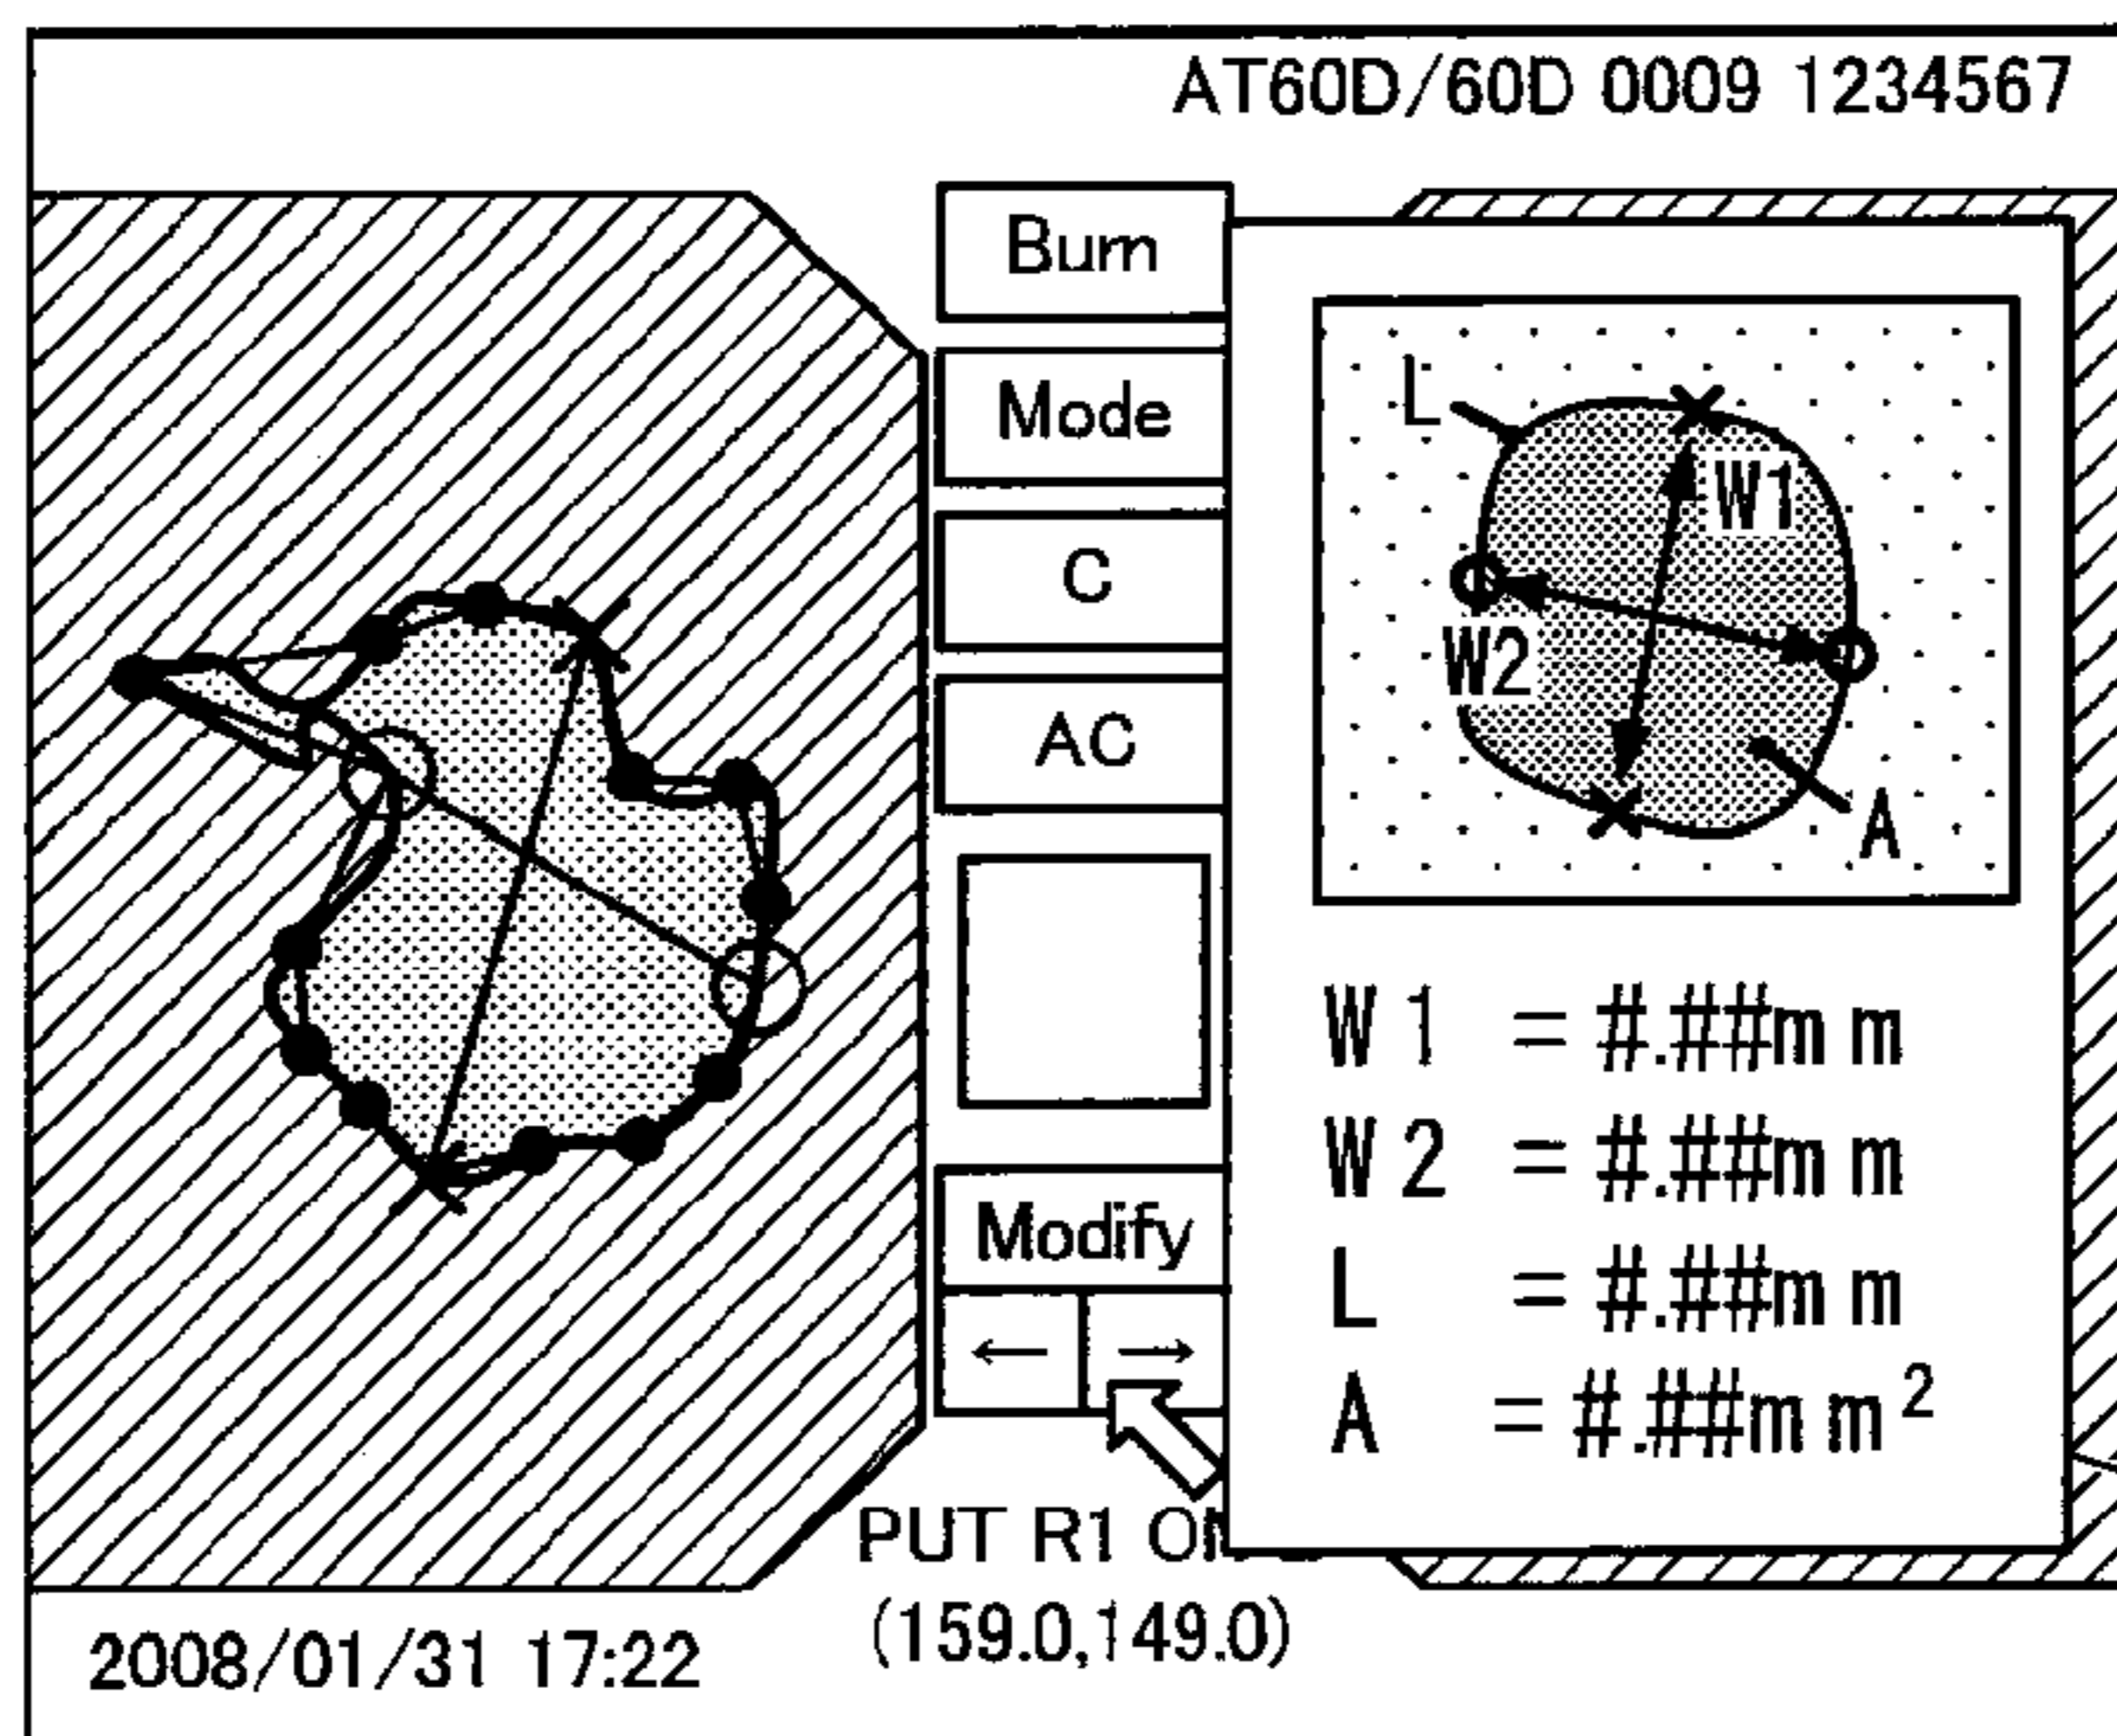 AT60D/60D 0009 1234567
Burn
Mode
C
AC
Modify
← →
L
W1
W2
A
W1 = #.##mm
W2 = #.##mm
L = #.##mm
A = #.##mm²
PUT R1
(159.0,149.0)
2008/01/31 17:22